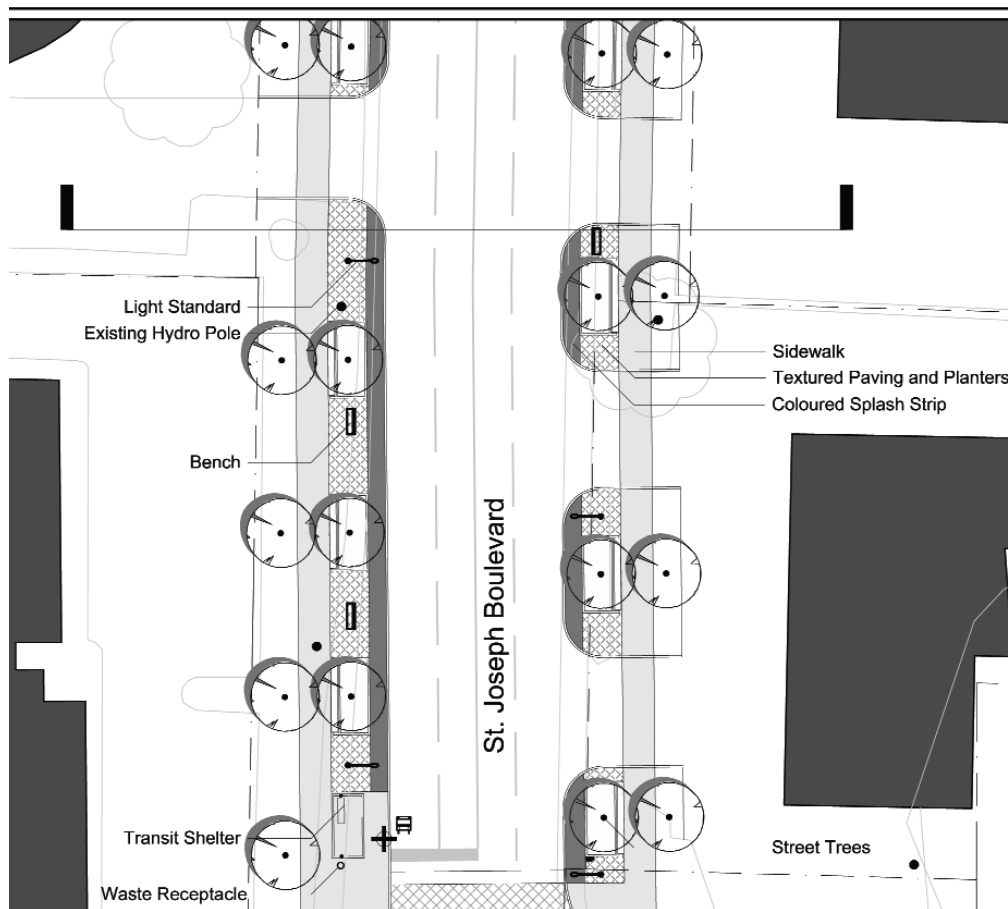 Light Standard
Existing Hydro Pole
Sidewalk
Textured Paving and Planters
Coloured Splash Strip
Bench
St. Joseph Boulevard
Transit Shelter
Street Trees
Waste Receptacle